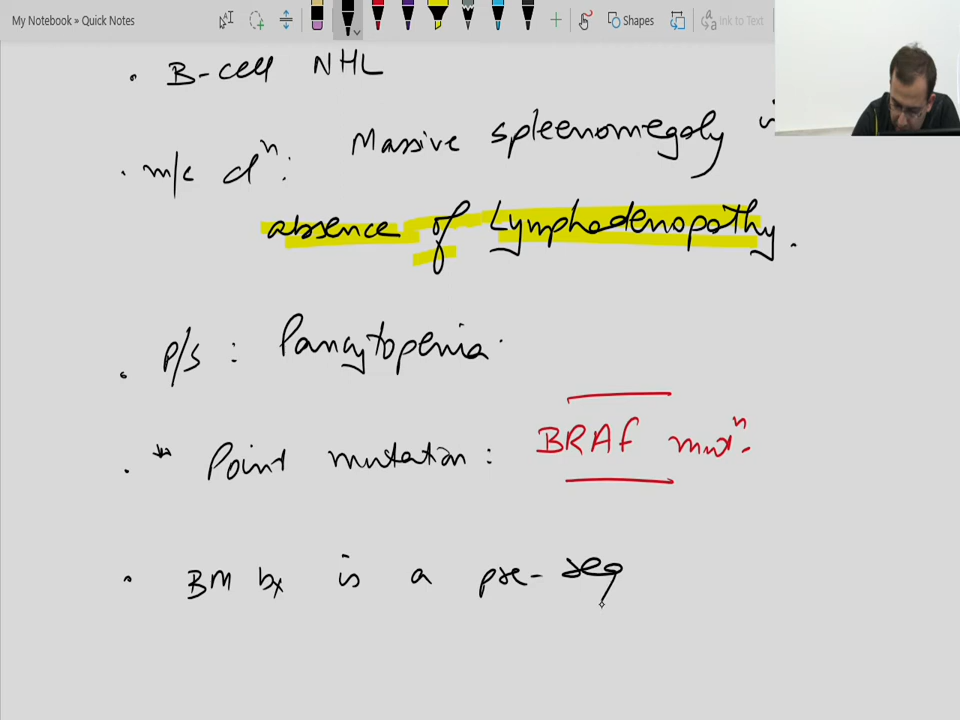 My Notebook » Quick Notes
Shapes
Ink to Text
• B-cell NHL
• m/c dⁿ: Massive spleenomegaly
absence of Lymphadenopathy.
• P/S : Pancytopenia.
• * Point mutation: BRAF mutⁿ.
• BM bx is a pre- seq